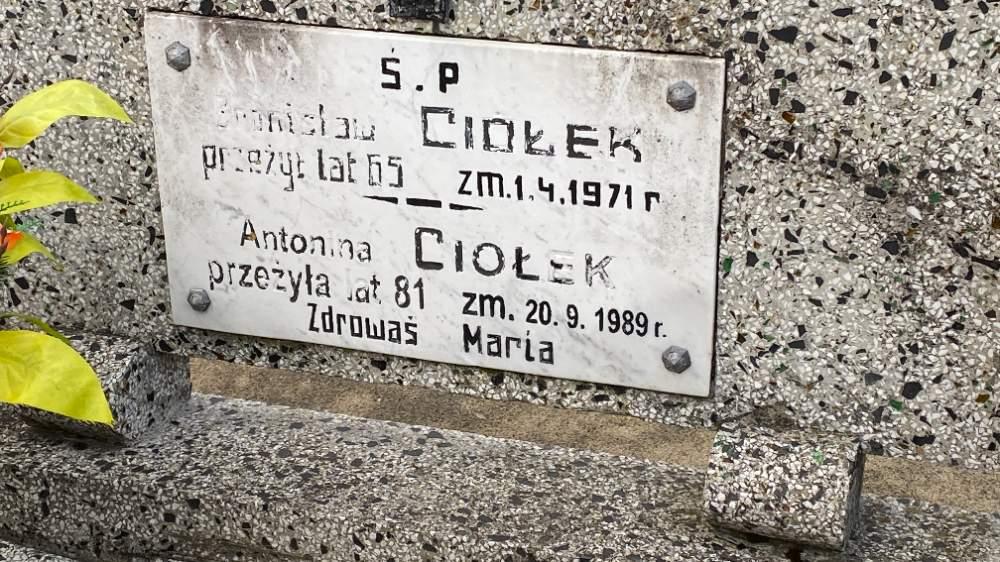 Ś.P
Bronisław CIOŁEK
przeżył lat 65 zm.1.4.1971 r
Antonina CIOŁEK
przeżyła lat 81 zm. 20.9.1989 r.
Zdrowaś Maria